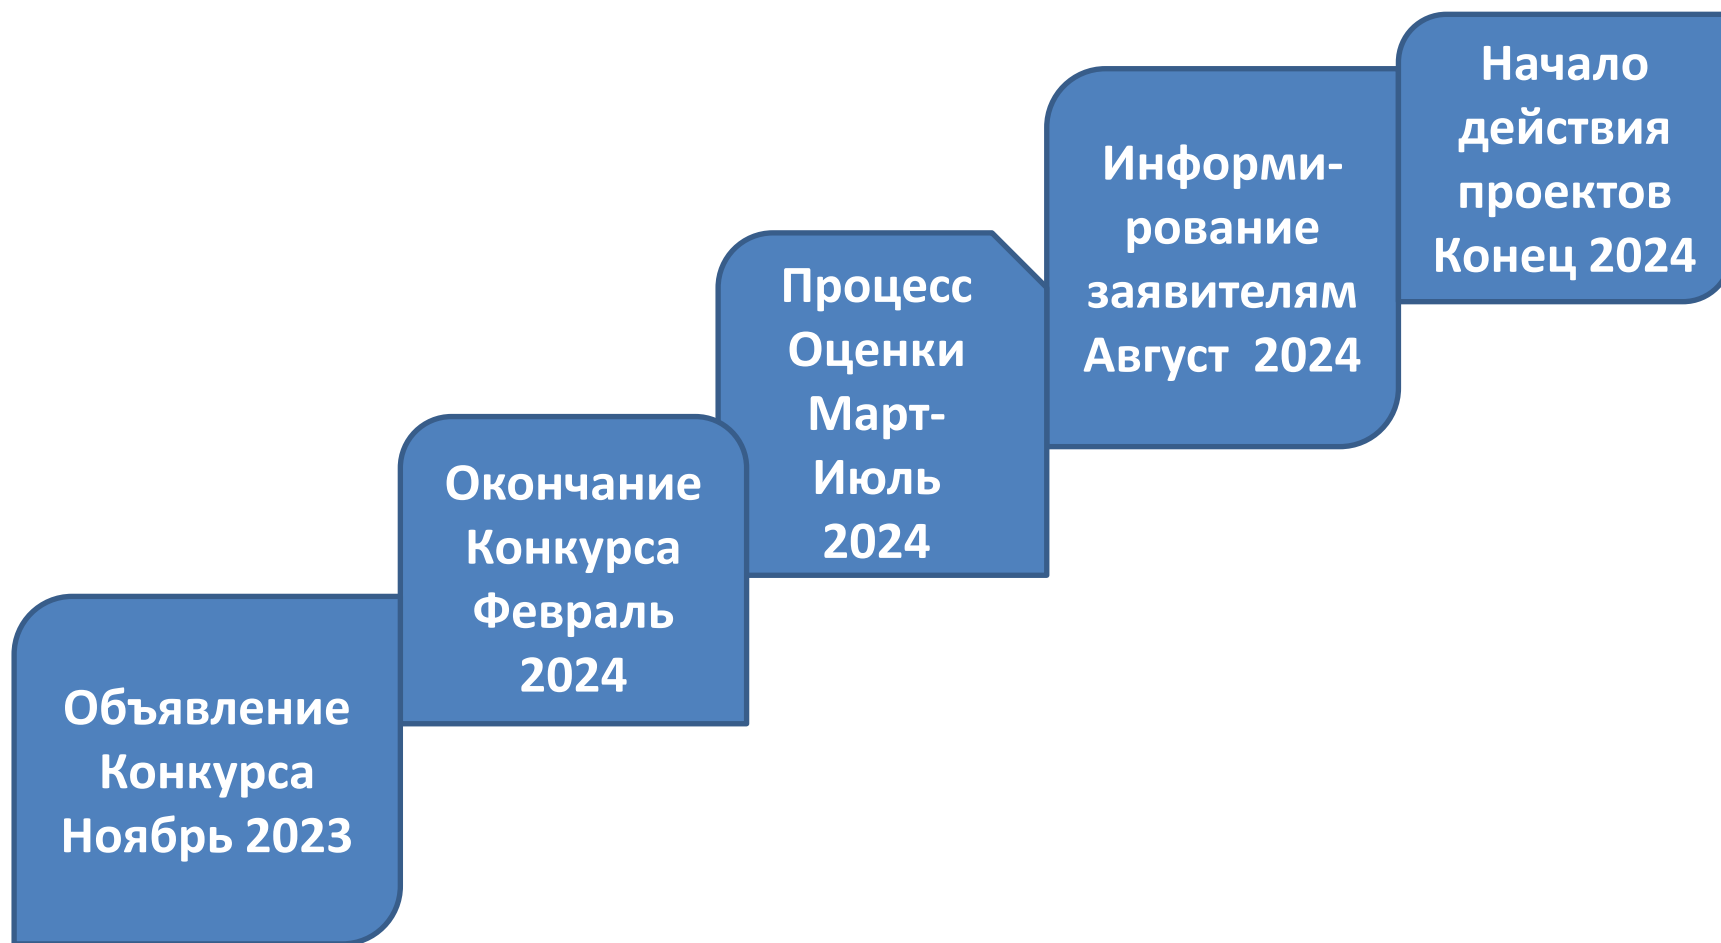 Объявление
Конкурса
Ноябрь 2023
Окончание
Конкурса
Февраль
2024
Процесс
Оценки
Март-
Июль
2024
Информи-
рование
заявителям
Август  2024
Начало
действия
проектов
Конец 2024